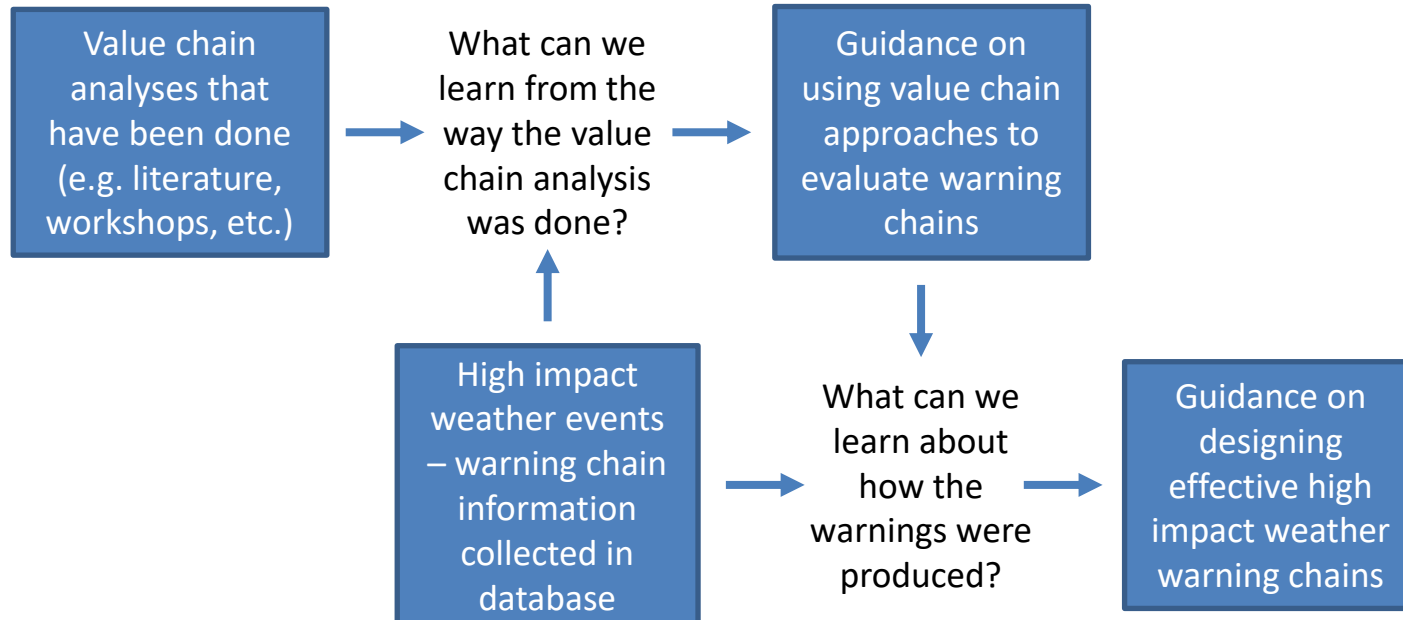 Value chain
analyses that
have been done
(e.g. literature,
workshops, etc.)
What can we
learn from the
way the value
chain analysis
was done?
Guidance on
using value chain
approaches to
evaluate warning
chains
High impact
weather events
– warning chain
information
collected in
database
What can we
learn about
how the
warnings were
produced?
Guidance on
designing
effective high
impact weather
warning chains